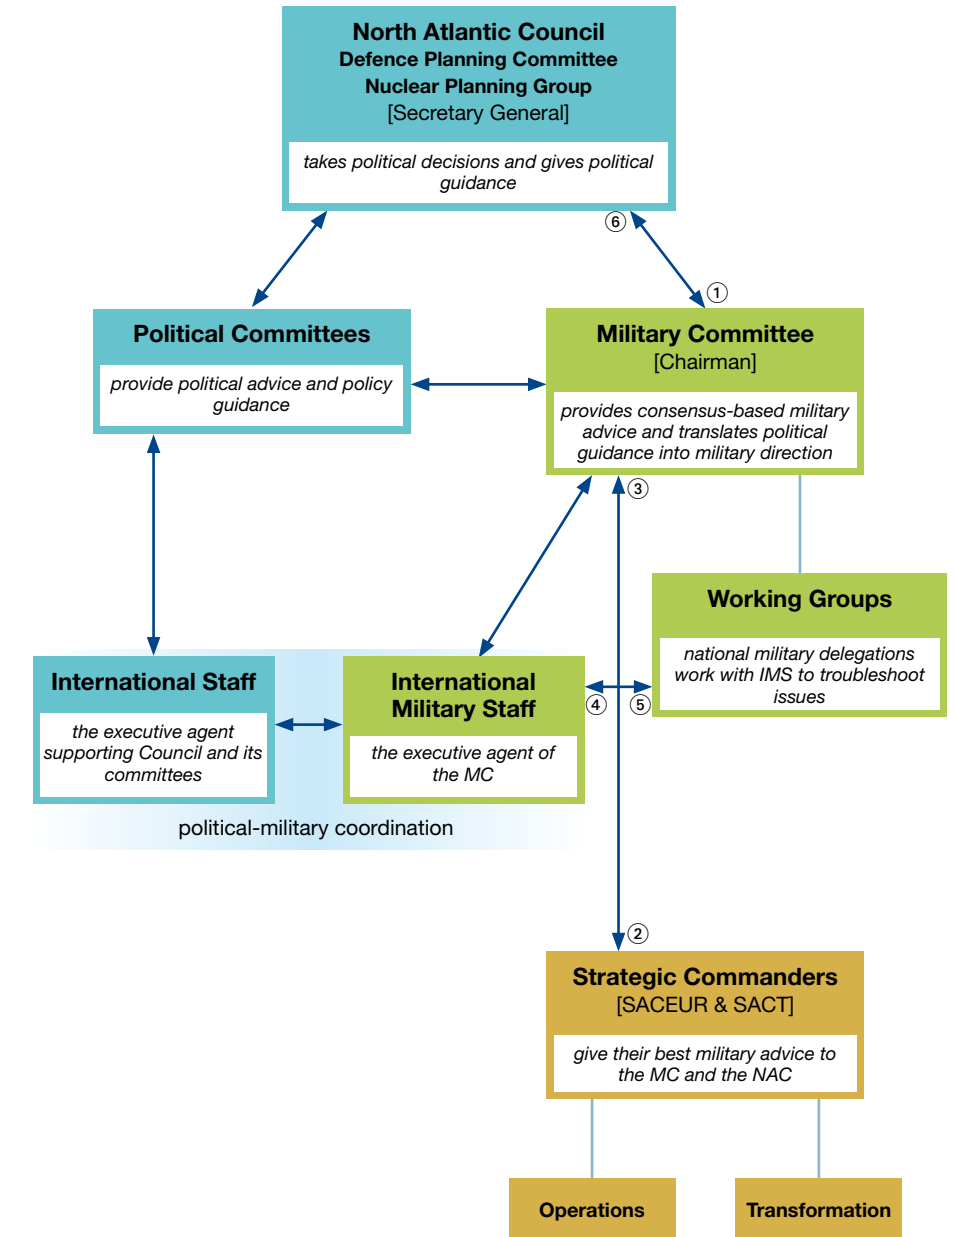 North Atlantic Council
Defence Planning Committee
Nuclear Planning Group
[Secretary General]
takes political decisions and gives political
guidance
⑥
①
Political Committees
provide political advice and policy
guidance
Military Committee
[Chairman]
provides consensus-based military
advice and translates political
guidance into military direction
③
Working Groups
national military delegations
work with IMS to troubleshoot
issues
International Staff
the executive agent
supporting Council and its
committees
International
Military Staff
the executive agent of
the MC
④
⑤
political-military coordination
②
Strategic Commanders
[SACEUR & SACT]
give their best military advice to
the MC and the NAC
Operations
Transformation